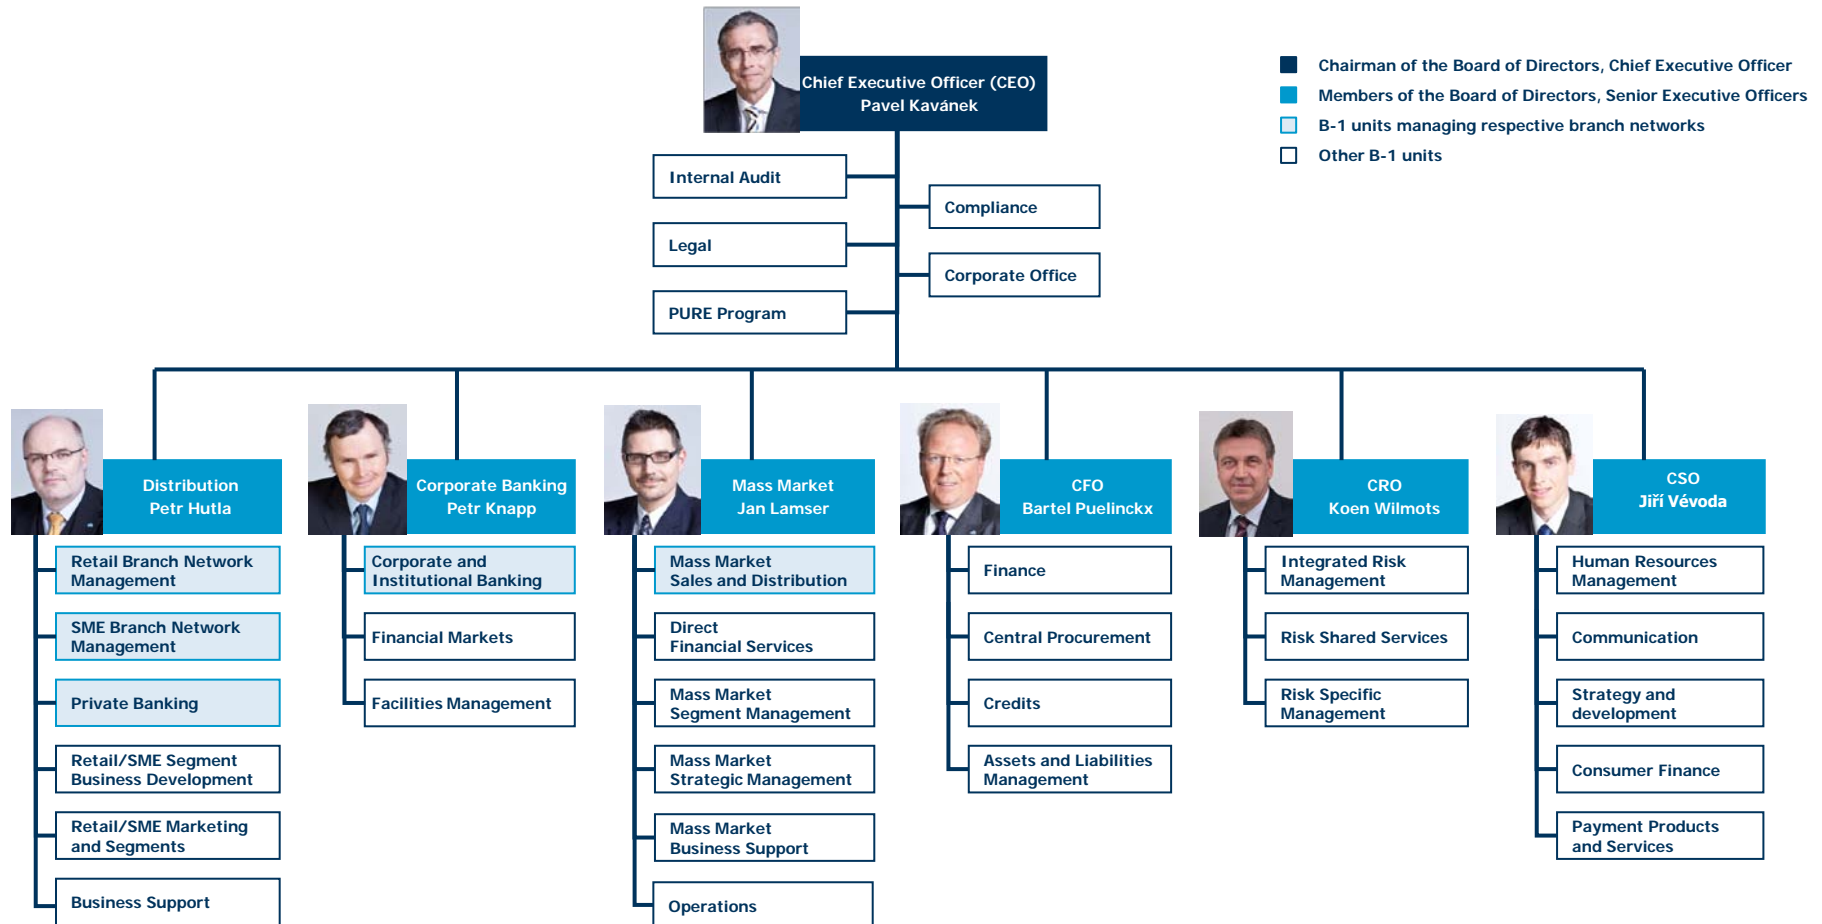 Chief Executive Officer (CEO)
Pavel Kavánek
Chairman of the Board of Directors, Chief Executive Officer
Members of the Board of Directors, Senior Executive Officers
B-1 units managing respective branch networks
Other B-1 units
Internal Audit
Compliance
Legal
Corporate Office
PURE Program
Distribution
Petr Hutla
Retail Branch Network
Management
SME Branch Network
Management
Private Banking
Retail/SME Segment
Business Development
Retail/SME Marketing
and Segments
Business Support
Corporate Banking
Petr Knapp
Corporate and
Institutional Banking
Financial Markets
Facilities Management
Mass Market
Jan Lamser
Mass Market
Sales and Distribution
Direct
Financial Services
Mass Market
Segment Management
Mass Market
Strategic Management
Mass Market
Business Support
Operations
CFO
Bartel Puelinckx
Finance
Central Procurement
Credits
Assets and Liabilities
Management
CRO
Koen Wilmots
Integrated Risk
Management
Risk Shared Services
Risk Specific
Management
CSO
Jiří Vévoda
Human Resources
Management
Communication
Strategy and
development
Consumer Finance
Payment Products
and Services